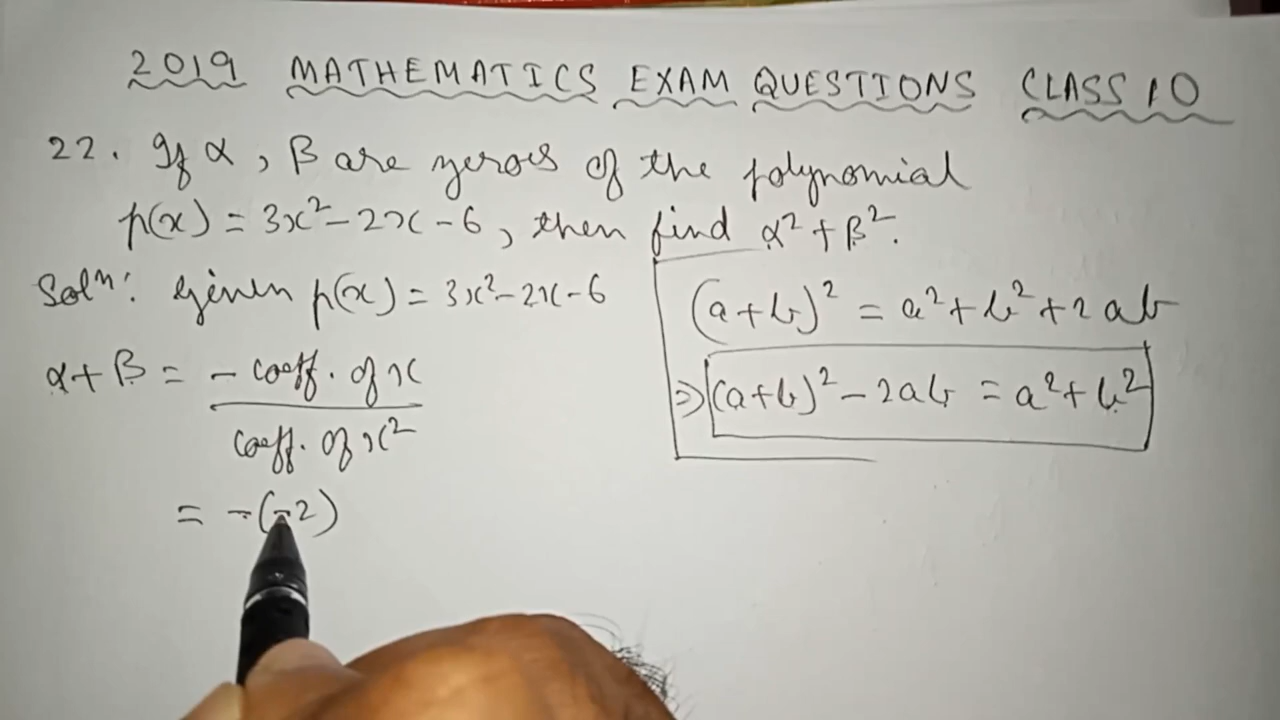 2019 MATHEMATICS EXAM QUESTIONS CLASS 10
22. If α, β are zeroes of the polynomial
p(x) = 3x² - 2x - 6, then find α² + β².
Solⁿ: Given p(x) = 3x² - 2x - 6
α + β = - coeff. of x
coeff. of x²
= -(-2)
(a+b)² = a² + b² + 2ab
⇒ (a+b)² - 2ab = a² + b²